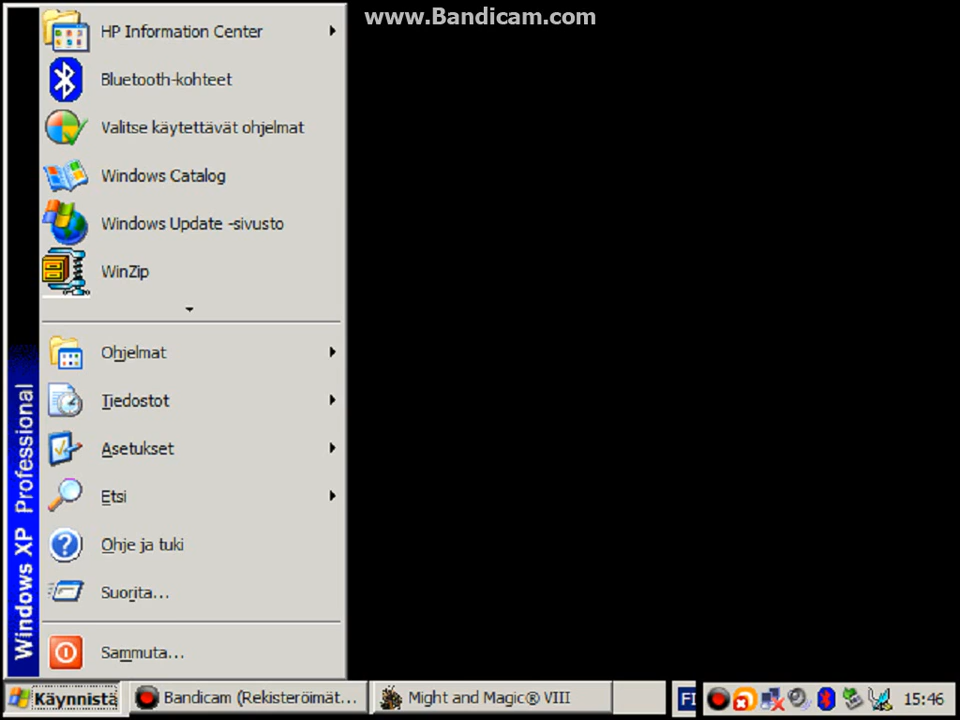 www.Bandicam.com
HP Information Center
Bluetooth-kohteet
Valitse käytettävät ohjelmat
Windows Catalog
Windows Update -sivusto
WinZip
Ohjelmat
Tiedostot
Asetukset
Etsi
Ohje ja tuki
Suorita...
Sammuta...
Windows XP Professional
Käynnistä
Bandicam (Rekisteröimät...
Might and Magic® VIII
FI
15:46